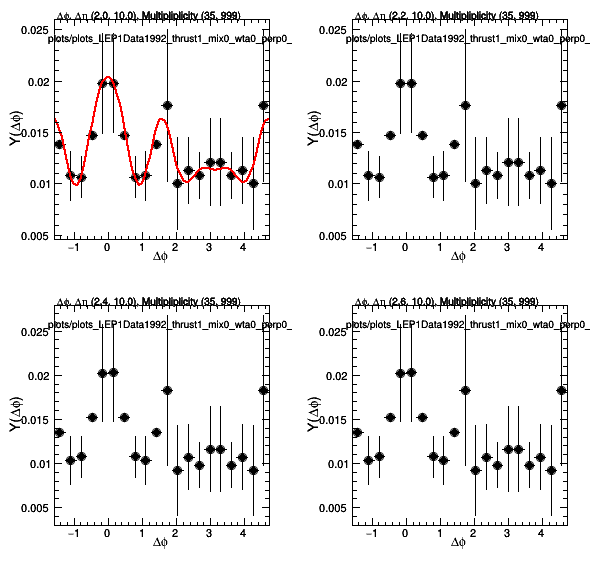 Δφ, Δη (2,0, 10.0), Multipliplicity (35, 999)
plots/plots_LEP1Data1992_thrust1_mix0_wta0_perp0_
Y(Δφ)
0.025
0.02
0.015
0.01
0.005
−1 0 1 2 3 4
Δφ
Δφ, Δη (2,2, 10.0), Multipliplicity (35, 999)
plots/plots_LEP1Data1992_thrust1_mix0_wta0_perp0_
Y(Δφ)
0.025
0.02
0.015
0.01
0.005
−1 0 1 2 3 4
Δφ
Δφ, Δη (2,4, 10.0), Multipliplicity (35, 999)
plots/plots_LEP1Data1992_thrust1_mix0_wta0_perp0_
Y(Δφ)
0.025
0.02
0.015
0.01
0.005
−1 0 1 2 3 4
Δφ
Δφ, Δη (2,6, 10.0), Multipliplicity (35, 999)
plots/plots_LEP1Data1992_thrust1_mix0_wta0_perp0_
Y(Δφ)
0.025
0.02
0.015
0.01
0.005
−1 0 1 2 3 4
Δφ